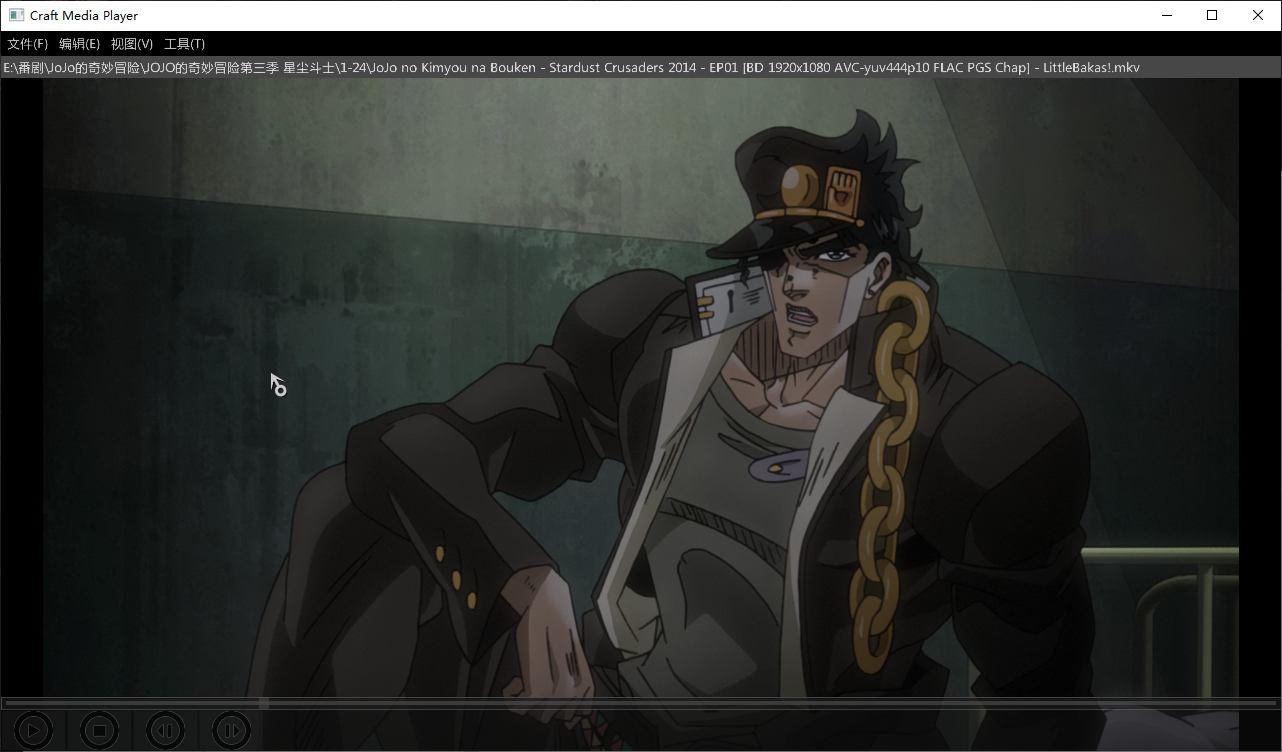 Craft Media Player
文件(F) 编辑(E) 视图(V) 工具(T)
E:\番剧\JoJo的奇妙冒险\JOJO的奇妙冒险第三季 星尘斗士\1-24\JoJo no Kimyou na Bouken - Stardust Crusaders 2014 - EP01 [BD 1920x1080 AVC-yuv444p10 FLAC PGS Chap] - LittleBakas!.mkv